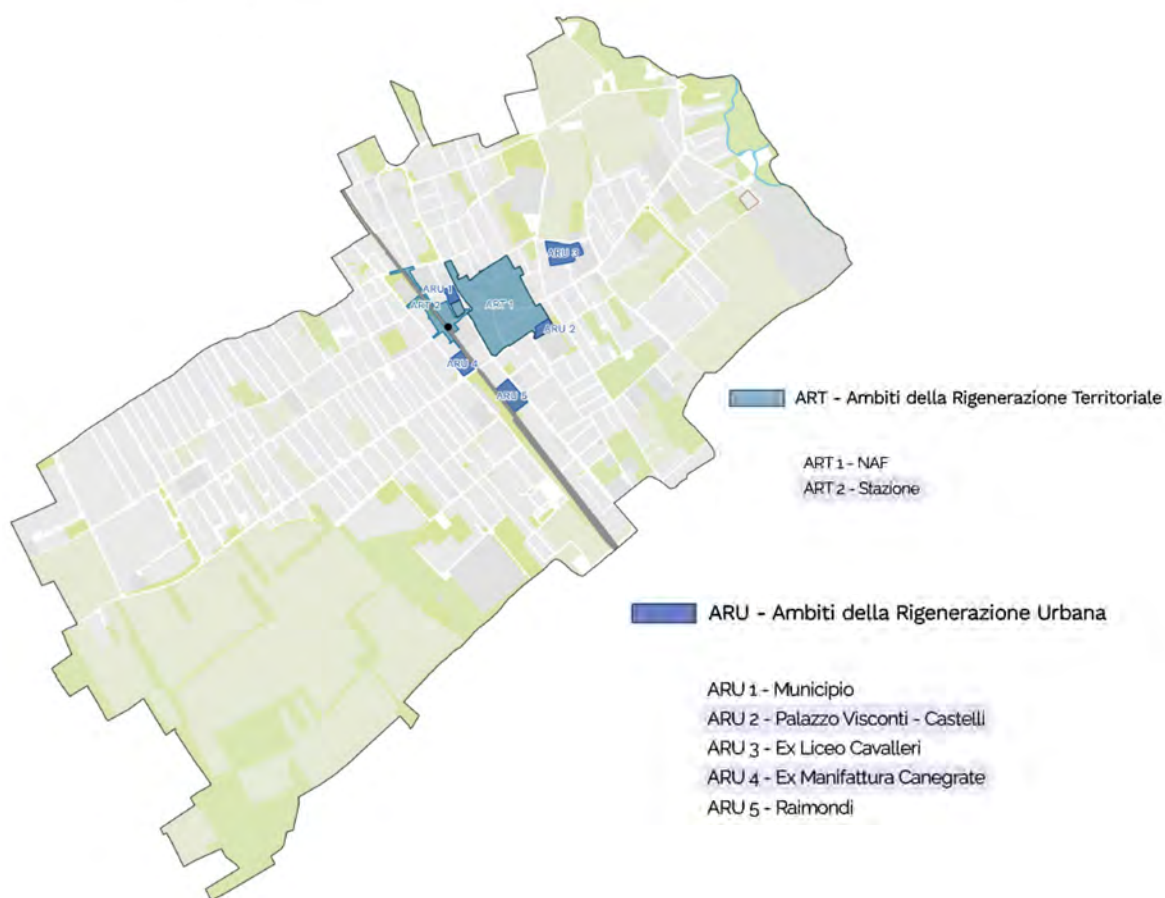 ARU 3
ARU 1
ART 2
ART 1
ARU 2
ARU 4
ARU 5
ART - Ambiti della Rigenerazione Territoriale
ART 1 - NAF
ART 2 - Stazione
ARU - Ambiti della Rigenerazione Urbana
ARU 1 - Municipio
ARU 2 - Palazzo Visconti - Castelli
ARU 3 - Ex Liceo Cavalleri
ARU 4 - Ex Manifattura Canegrate
ARU 5 - Raimondi